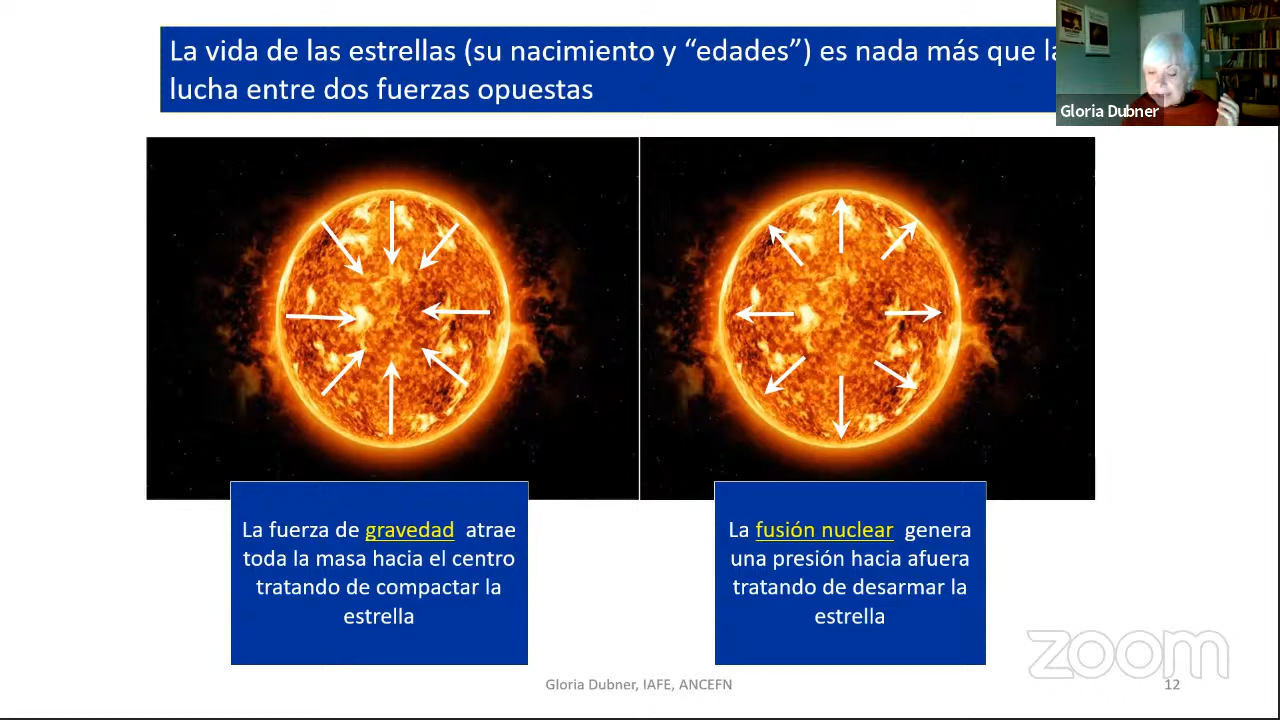 La vida de las estrellas (su nacimiento y “edades”) es nada más que la
lucha entre dos fuerzas opuestas
Gloria Dubner
La fuerza de gravedad atrae
toda la masa hacia el centro
tratando de compactar la
estrella
La fusión nuclear genera
una presión hacia afuera
tratando de desarmar la
estrella
zoom
Gloria Dubner, IAFE, ANCEFN
12